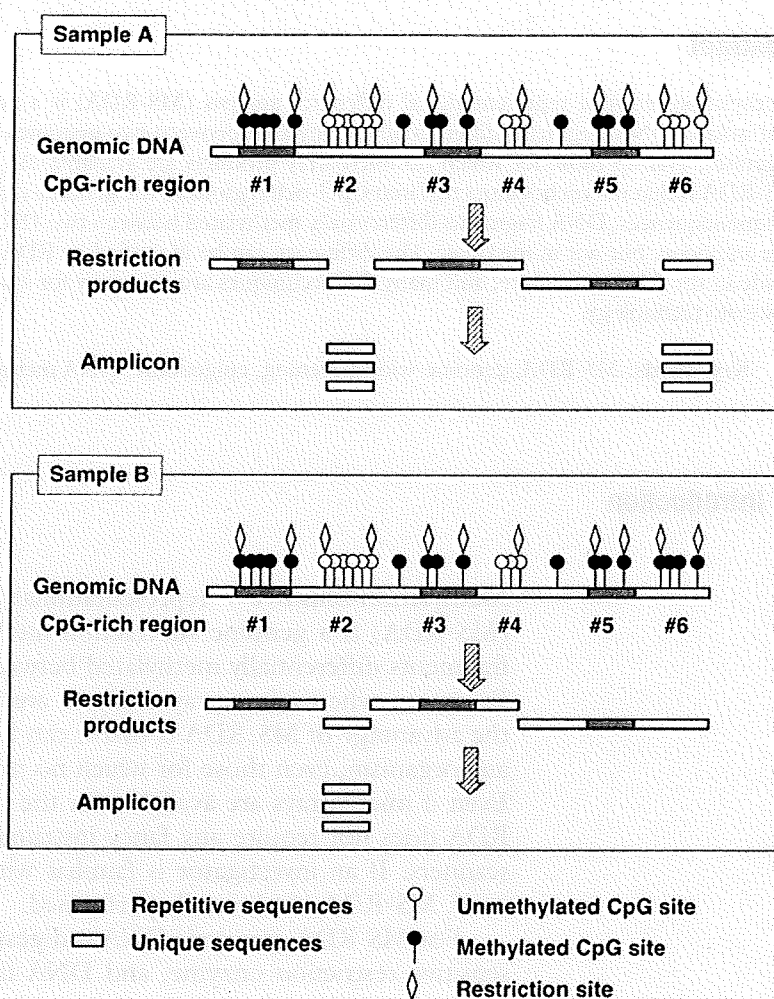 Sample A
Genomic DNA
CpG-rich region #1 #2 #3 #4 #5 #6
Restriction
products
Amplicon
Sample B
Genomic DNA
CpG-rich region #1 #2 #3 #4 #5 #6
Restriction
products
Amplicon
Repetitive sequences
Unique sequences
Unmethylated CpG site
Methylated CpG site
Restriction site